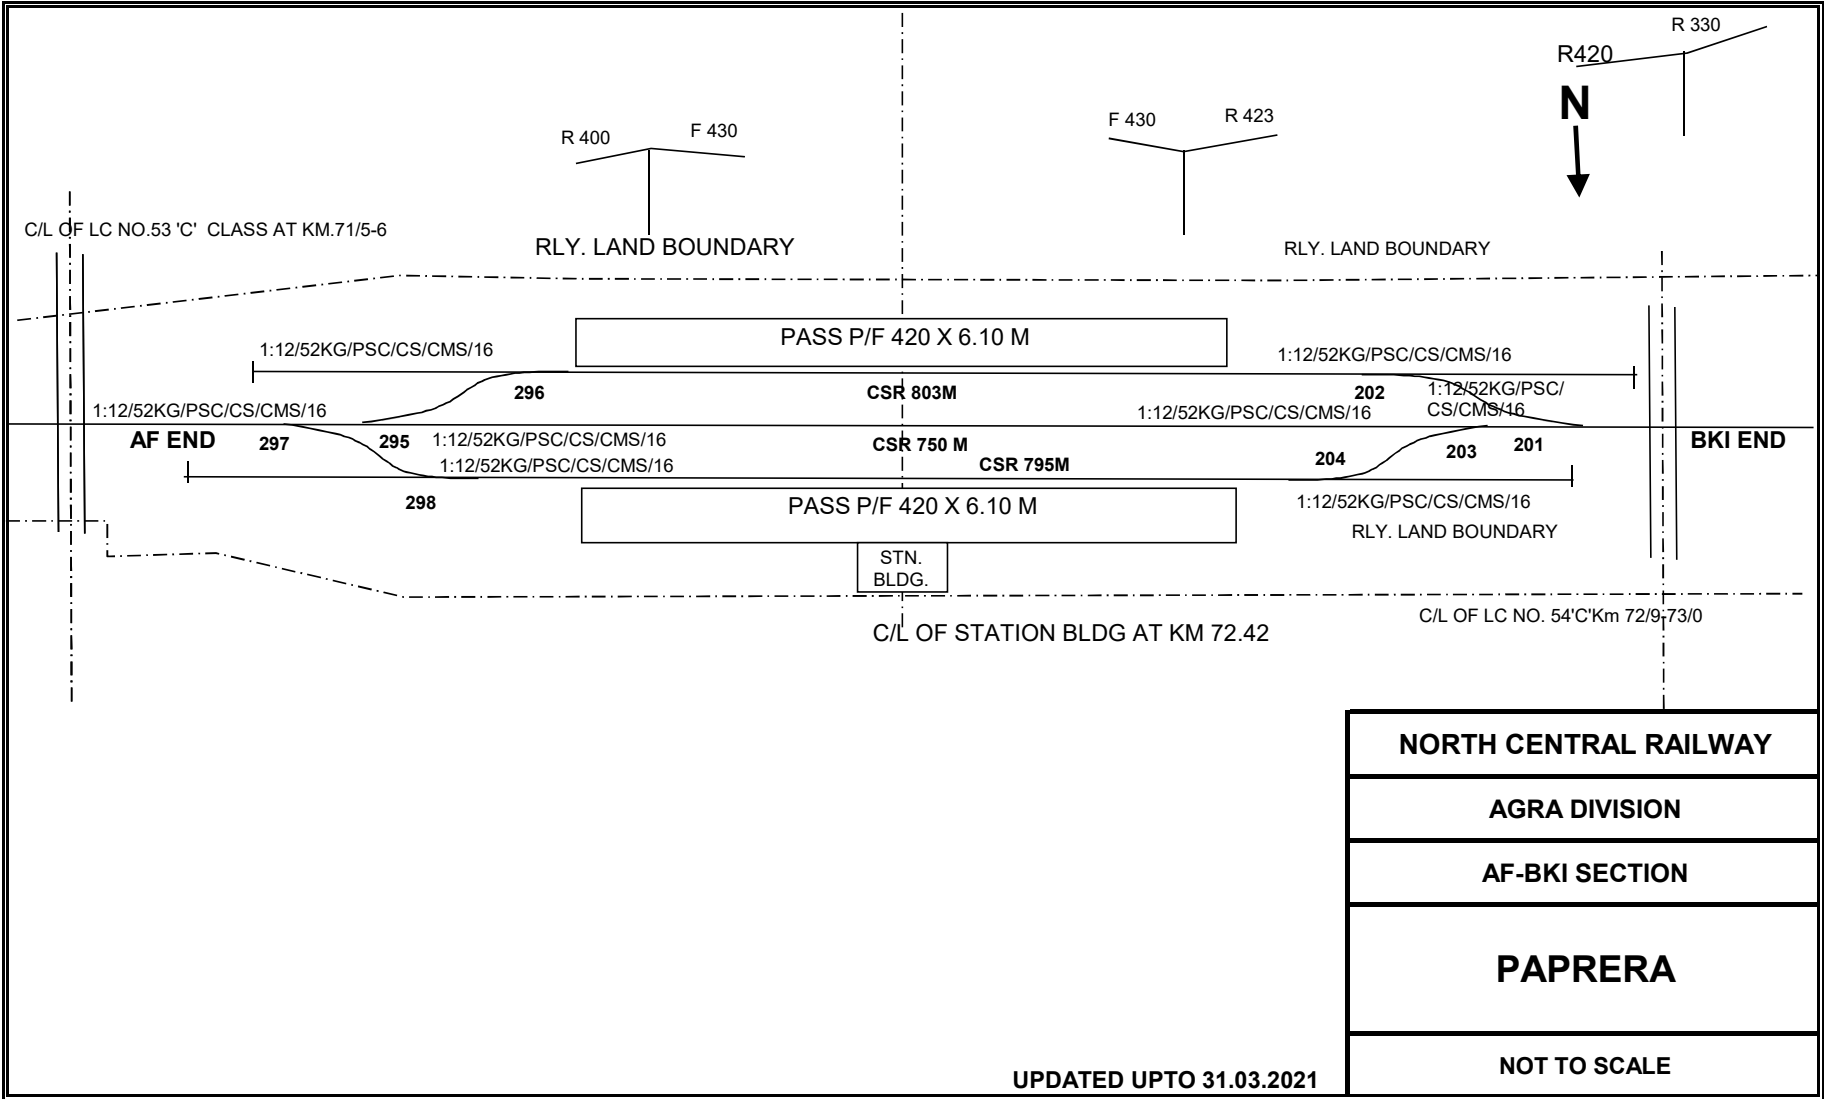 R 330
R420
N
F 430
R 423
R 400
F 430
C/L OF LC NO.53 'C' CLASS AT KM.71/5-6
RLY. LAND BOUNDARY
RLY. LAND BOUNDARY
PASS P/F 420 X 6.10 M
1:12/52KG/PSC/CS/CMS/16
1:12/52KG/PSC/CS/CMS/16
296
CSR 803M
202
1:12/52KG/PSC/
CS/CMS/16
1:12/52KG/PSC/CS/CMS/16
1:12/52KG/PSC/CS/CMS/16
AF END
297
295
1:12/52KG/PSC/CS/CMS/16
CSR 750 M
203
201
BKI END
1:12/52KG/PSC/CS/CMS/16
CSR 795M
204
298
PASS P/F 420 X 6.10 M
1:12/52KG/PSC/CS/CMS/16
RLY. LAND BOUNDARY
STN.
BLDG.
C/L OF LC NO. 54'C'Km 72/9-73/0
C/L OF STATION BLDG AT KM 72.42
NORTH CENTRAL RAILWAY
AGRA DIVISION
AF-BKI SECTION
PAPRERA
NOT TO SCALE
UPDATED UPTO 31.03.2021